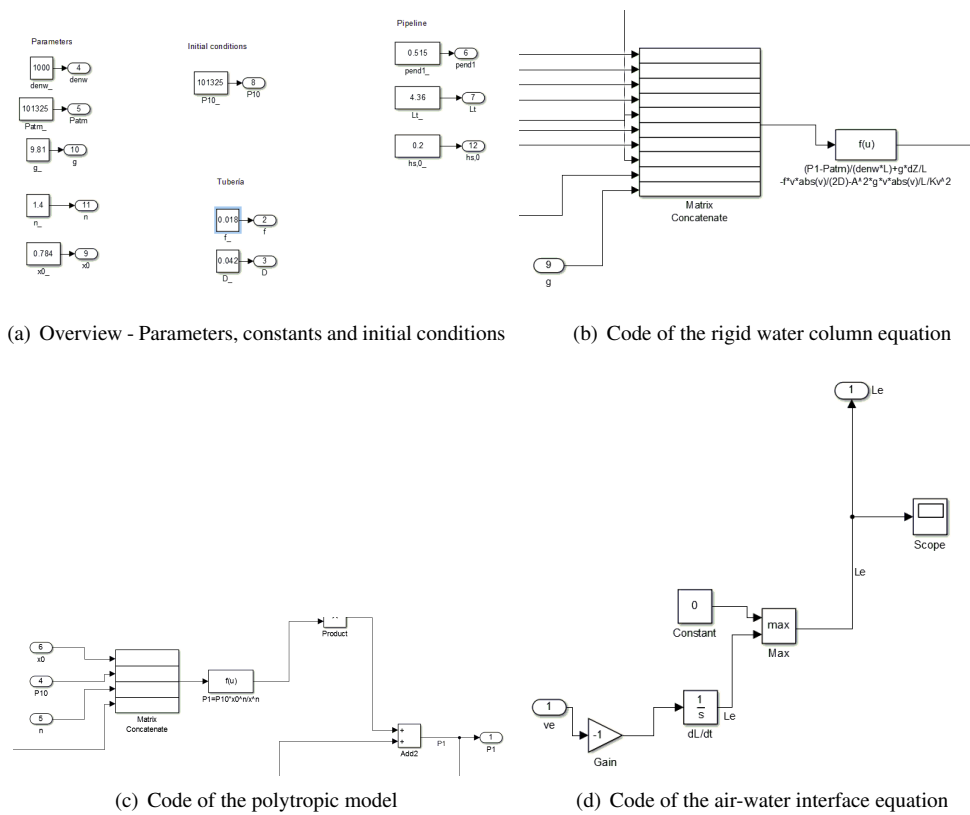 Parameters
1000
denw_
4
denw
101325
Patm_
5
Patm
9.81
g_
10
g
1.4
n_
11
n
0.784
x0_
9
x0
Initial conditions
101325
P10_
8
P10
Tubería
0.018
f_
2
f
0.042
D_
3
D
Pipeline
0.515
pend1_
6
pend1
4.36
Lt_
7
Lt
0.2
hs,0_
12
hs,0
(a) Overview - Parameters, constants and initial conditions
Matrix
Concatenate
f(u)
(P1-Patm)/(denw*L)+g*dZ/L
-f*v*abs(v)/(2D)-A^2*g*v*abs(v)/L/Kv^2
9
g
(b) Code of the rigid water column equation
6
x0
4
P10
5
n
Matrix
Concatenate
f(u)
P1=P10*x0^n/x^n
Product
+
+
Add2
P1
1
P1
(c) Code of the polytropic model
1
Le
Scope
Le
0
Constant
max
Max
1
ve
-1
Gain
1
s
dL/dt
Le
(d) Code of the air-water interface equation